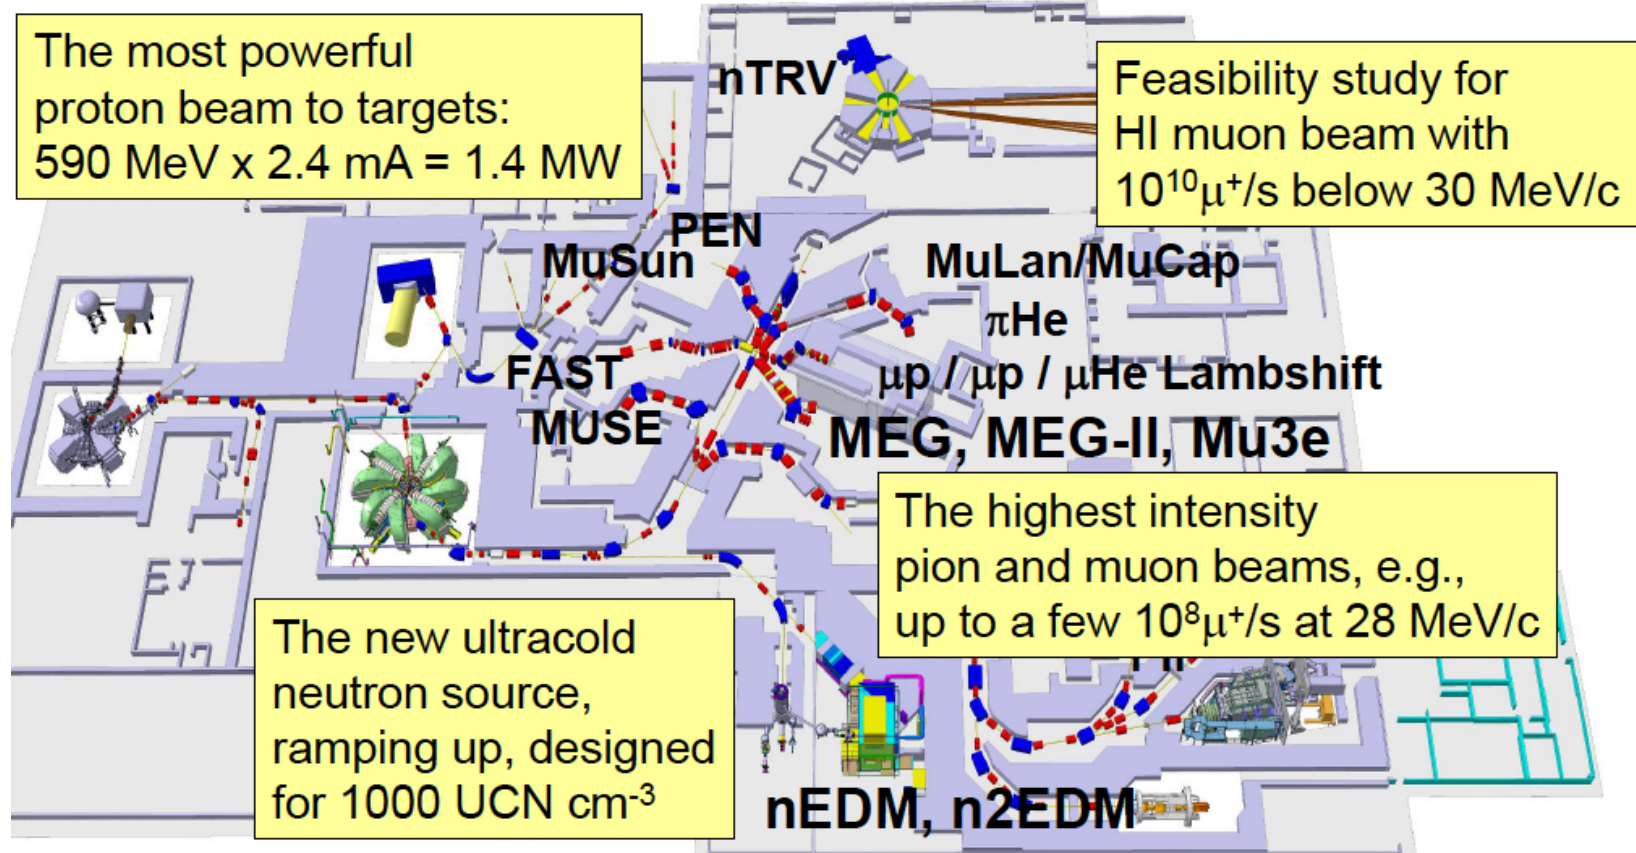 The most powerful
proton beam to targets:
590 MeV x 2.4 mA = 1.4 MW
nTRV
Feasibility study for
HI muon beam with
10¹⁰μ⁺/s below 30 MeV/c
PEN
MuSun
MuLan/MuCap
πHe
FAST
μp / μp / μHe Lambshift
MUSE
MEG, MEG-II, Mu3e
The highest intensity
pion and muon beams, e.g.,
up to a few 10⁸μ⁺/s at 28 MeV/c
The new ultracold
neutron source,
ramping up, designed
for 1000 UCN cm⁻³
nEDM, n2EDM